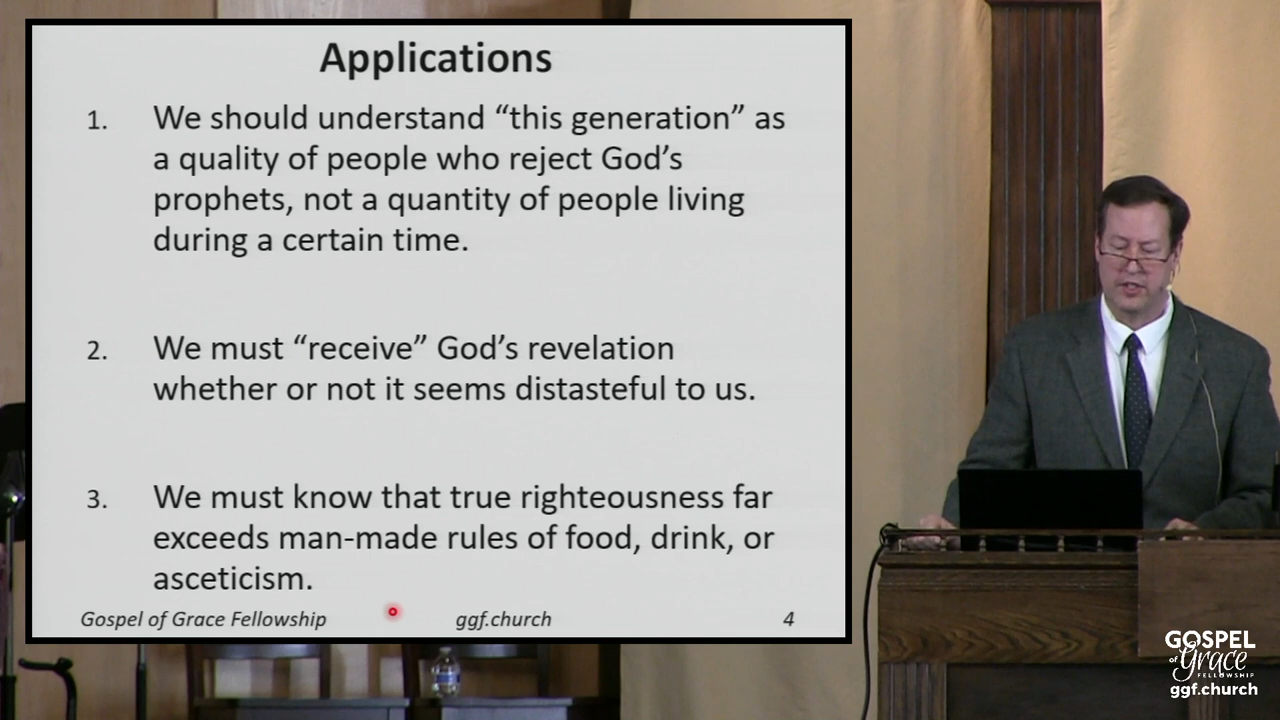 Applications
1. We should understand “this generation” as
a quality of people who reject God’s
prophets, not a quantity of people living
during a certain time.
2. We must “receive” God’s revelation
whether or not it seems distasteful to us.
3. We must know that true righteousness far
exceeds man-made rules of food, drink, or
asceticism.
Gospel of Grace Fellowship ggf.church 4
GOSPEL
of Grace
FELLOWSHIP
ggf.church